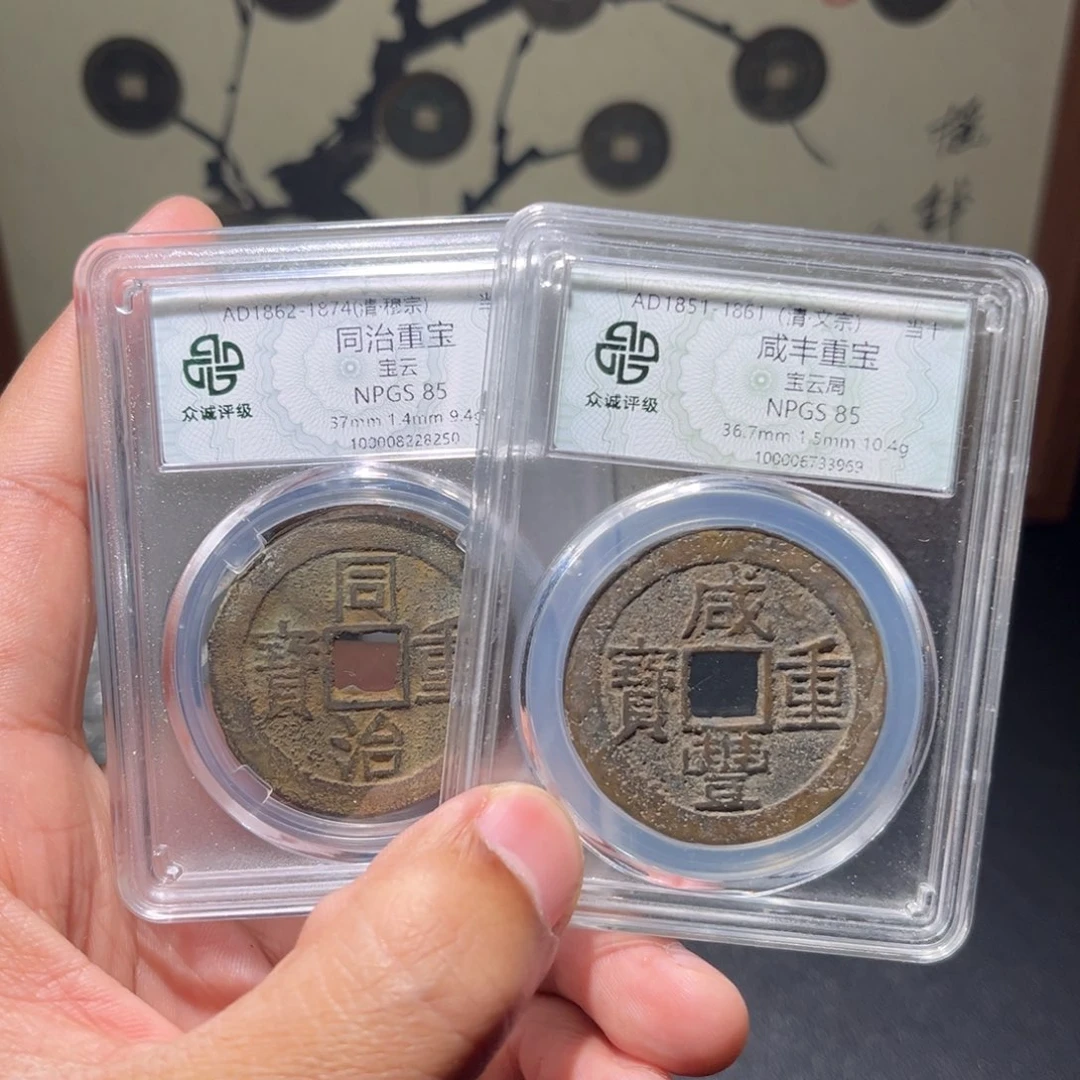 AD1862-1874(清·穆宗)
当
同治重宝
宝云
NPGS 85
37mm 1.4mm 9.4g
100008228250
众诚评级
AD1851-1861 (清·文宗)
当十
咸丰重宝
宝云局
NPGS 85
36.7mm 1.5mm 10.4g
100006733969
众诚评级
同
寶 重
治
咸
寶 重
豐